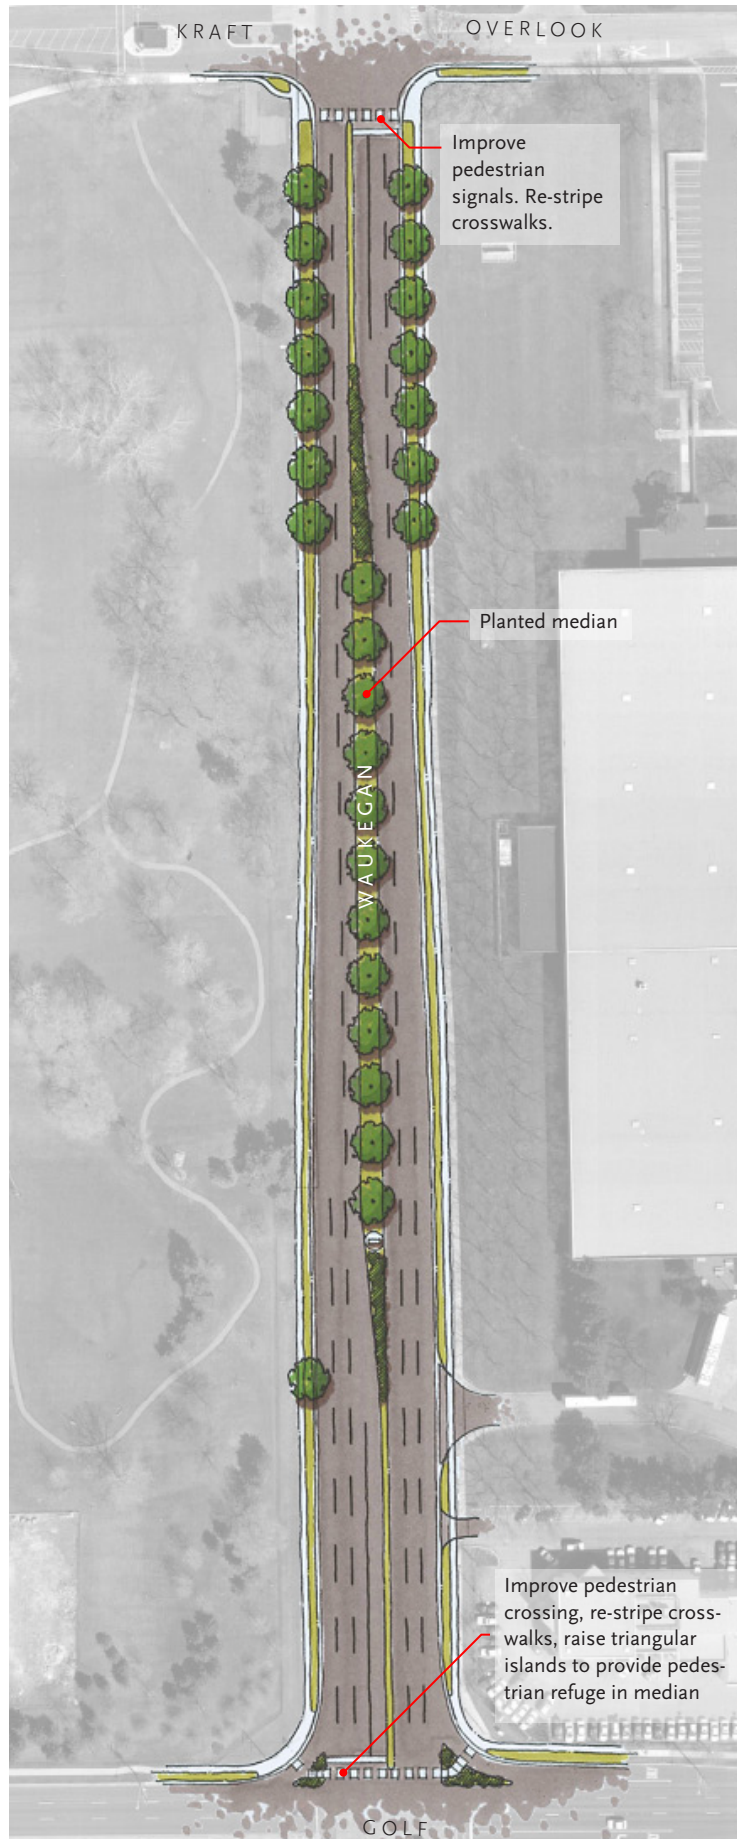 KRAFT
OVERLOOK
Improve
pedestrian
signals. Re-stripe
crosswalks.
Planted median
WAUKEGAN
Improve pedestrian
crossing, re-stripe cross-
walks, raise triangular
islands to provide pedes-
trian refuge in median
GOLF